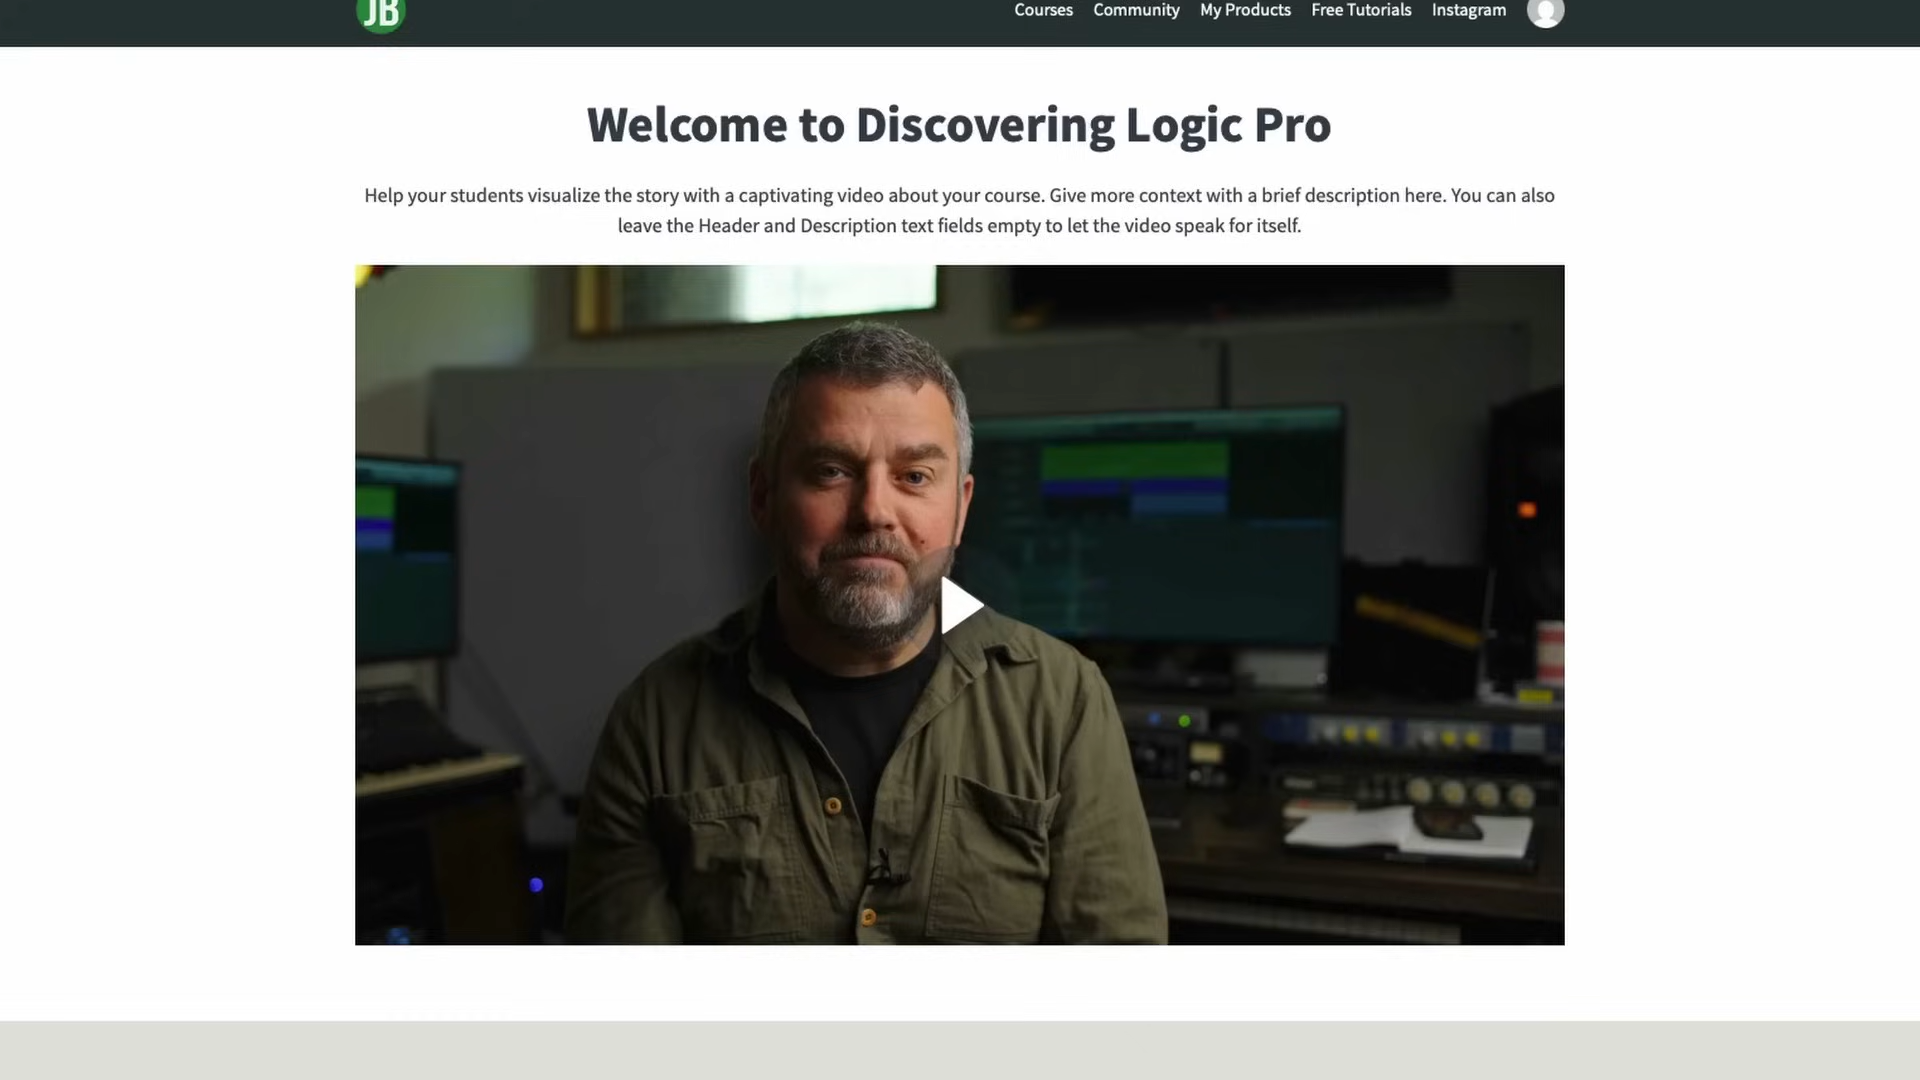 JB
Courses Community My Products Free Tutorials Instagram
Welcome to Discovering Logic Pro
Help your students visualize the story with a captivating video about your course. Give more context with a brief description here. You can also
leave the Header and Description text fields empty to let the video speak for itself.